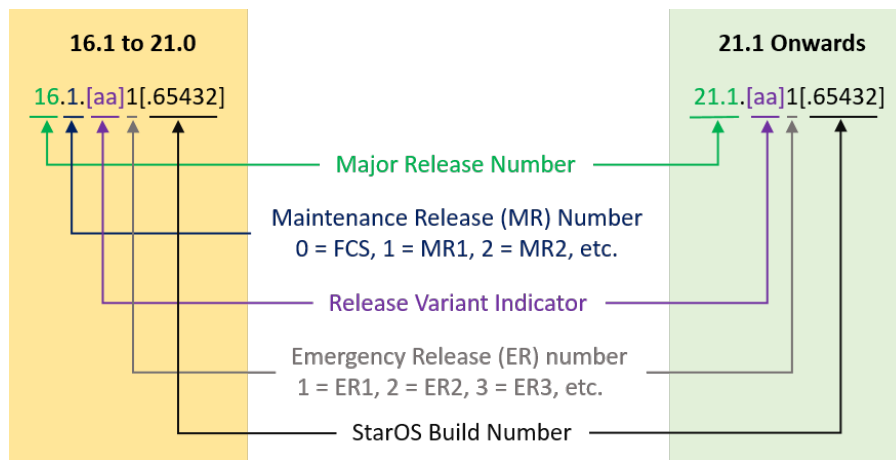 16.1 to 21.0
21.1 Onwards
16.1.[aa]1[.65432]
21.1.[aa]1[.65432]
Major Release Number
Maintenance Release (MR) Number
0 = FCS, 1 = MR1, 2 = MR2, etc.
Release Variant Indicator
Emergency Release (ER) number
1 = ER1, 2 = ER2, 3 = ER3, etc.
StarOS Build Number